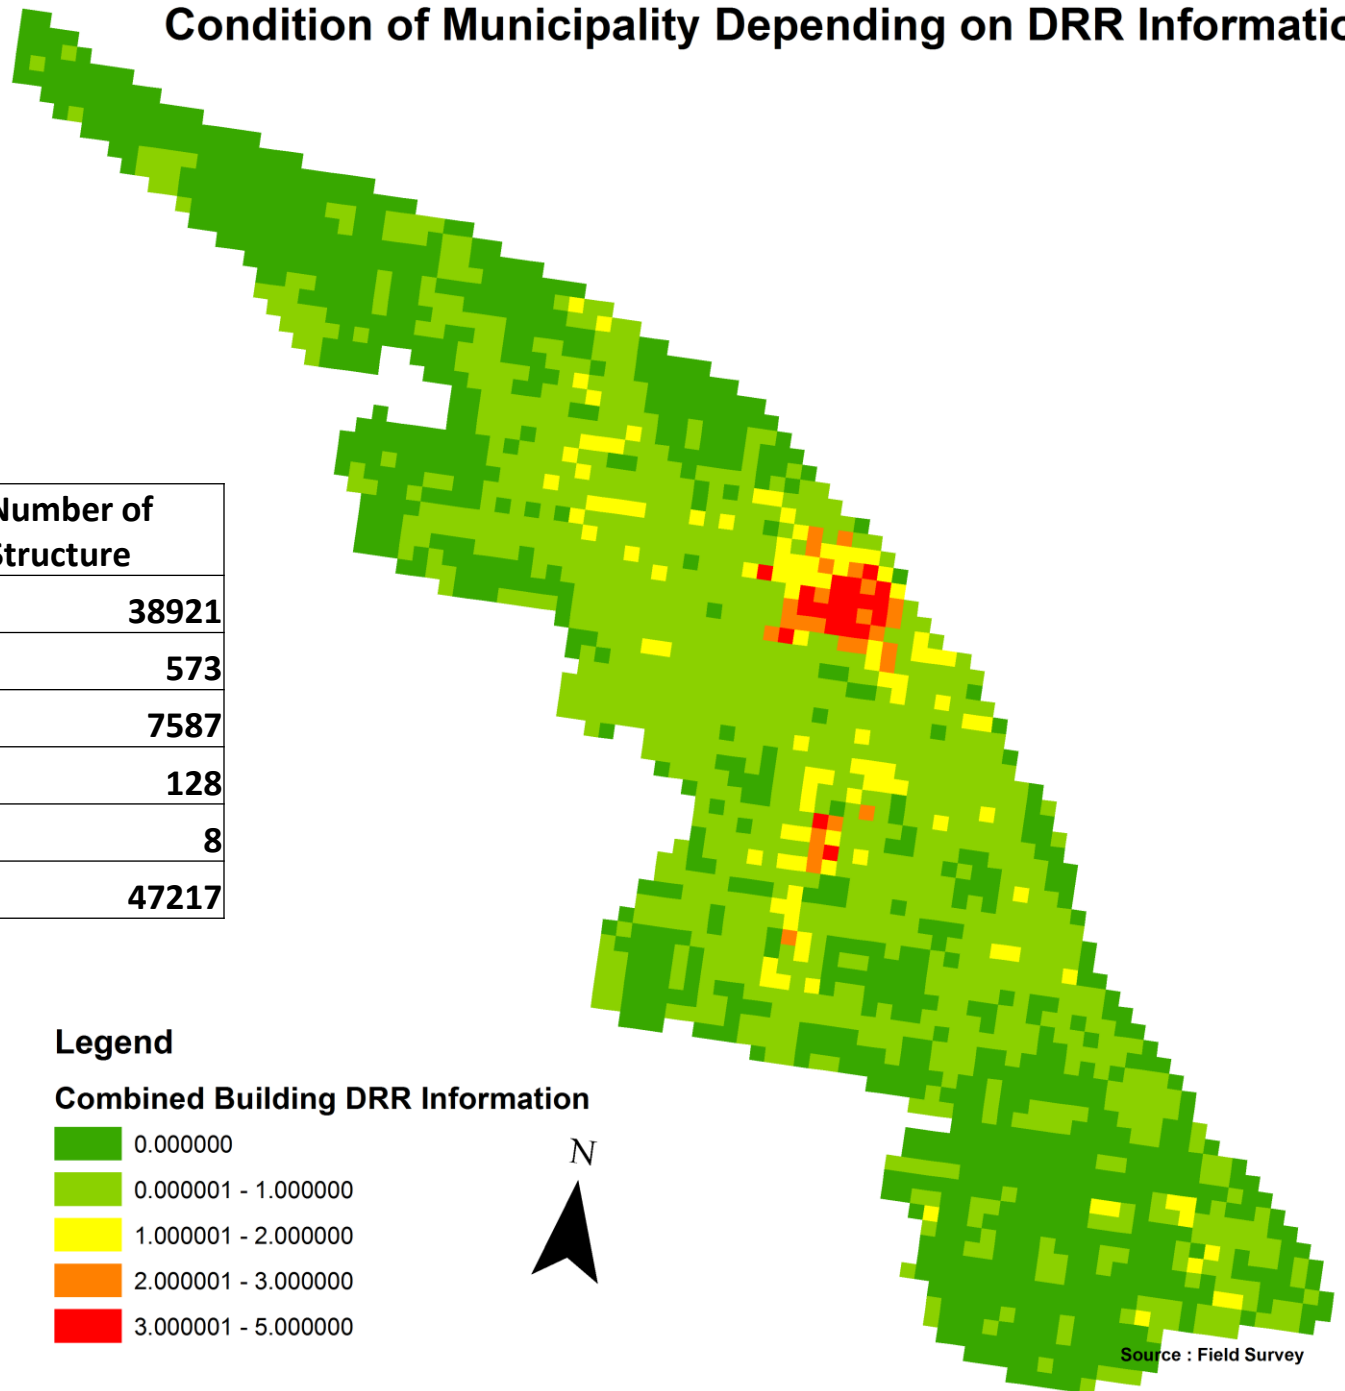 Condition of Municipality Depending on DRR Informatio
Number of
Structure
38921
573
7587
128
8
47217
Legend
Combined Building DRR Information
0.000000
0.000001 - 1.000000
1.000001 - 2.000000
2.000001 - 3.000000
3.000001 - 5.000000
N
Source : Field Survey